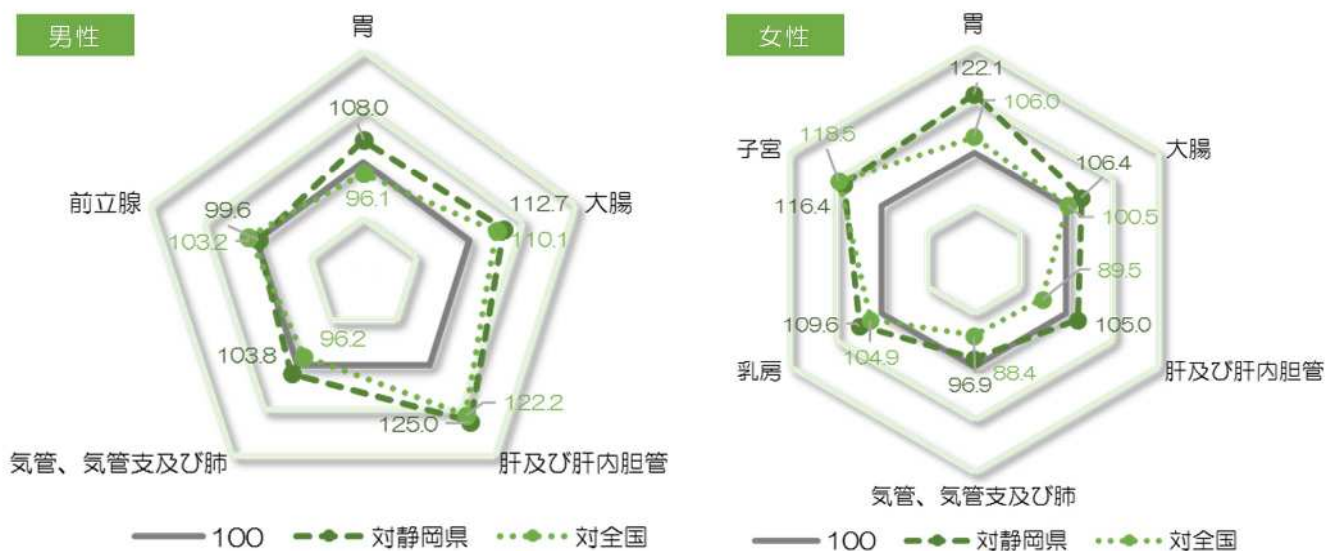 男性
胃
108.0
96.1
大腸
112.7
110.1
前立腺
99.6
103.2
96.2
103.8
125.0
122.2
気管、気管支及び肺
肝及び肝内胆管
100
対静岡県
対全国
女性
胃
122.1
106.0
118.5
子宮
大腸
106.4
116.4
100.5
89.5
109.6
104.9
105.0
乳房
88.4
96.9
肝及び肝内胆管
気管、気管支及び肺
100
対静岡県
対全国